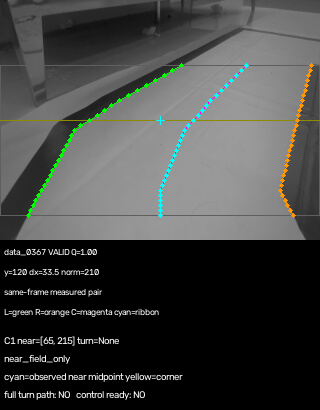 data_0367 VALID Q=1.00
y=120 dx=33.5 norm=210
same-frame measured pair
L=green R=orange C=magenta cyan=ribbon
C1 near=[65, 215] turn=None
near_field_only
cyan=observed near midpoint yellow=corner
full turn path: NO control ready: NO